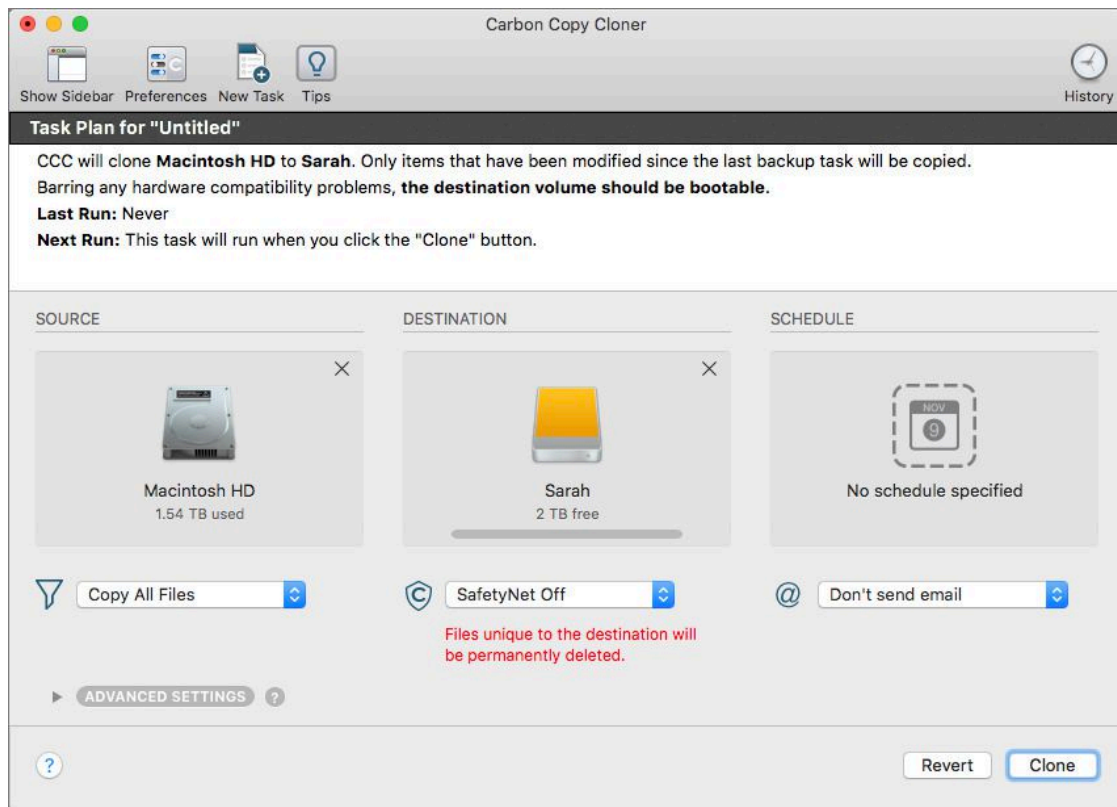 Carbon Copy Cloner
Show Sidebar Preferences New Task Tips History
Task Plan for "Untitled"
CCC will clone Macintosh HD to Sarah. Only items that have been modified since the last backup task will be copied.
Barring any hardware compatibility problems, the destination volume should be bootable.
Last Run: Never
Next Run: This task will run when you click the "Clone" button.
SOURCE DESTINATION SCHEDULE
NOV
9
Macintosh HD Sarah No schedule specified
1.54 TB used 2 TB free
Copy All Files SafetyNet Off @ Don't send email
Files unique to the destination will
be permanently deleted.
ADVANCED SETTINGS ?
? Revert Clone